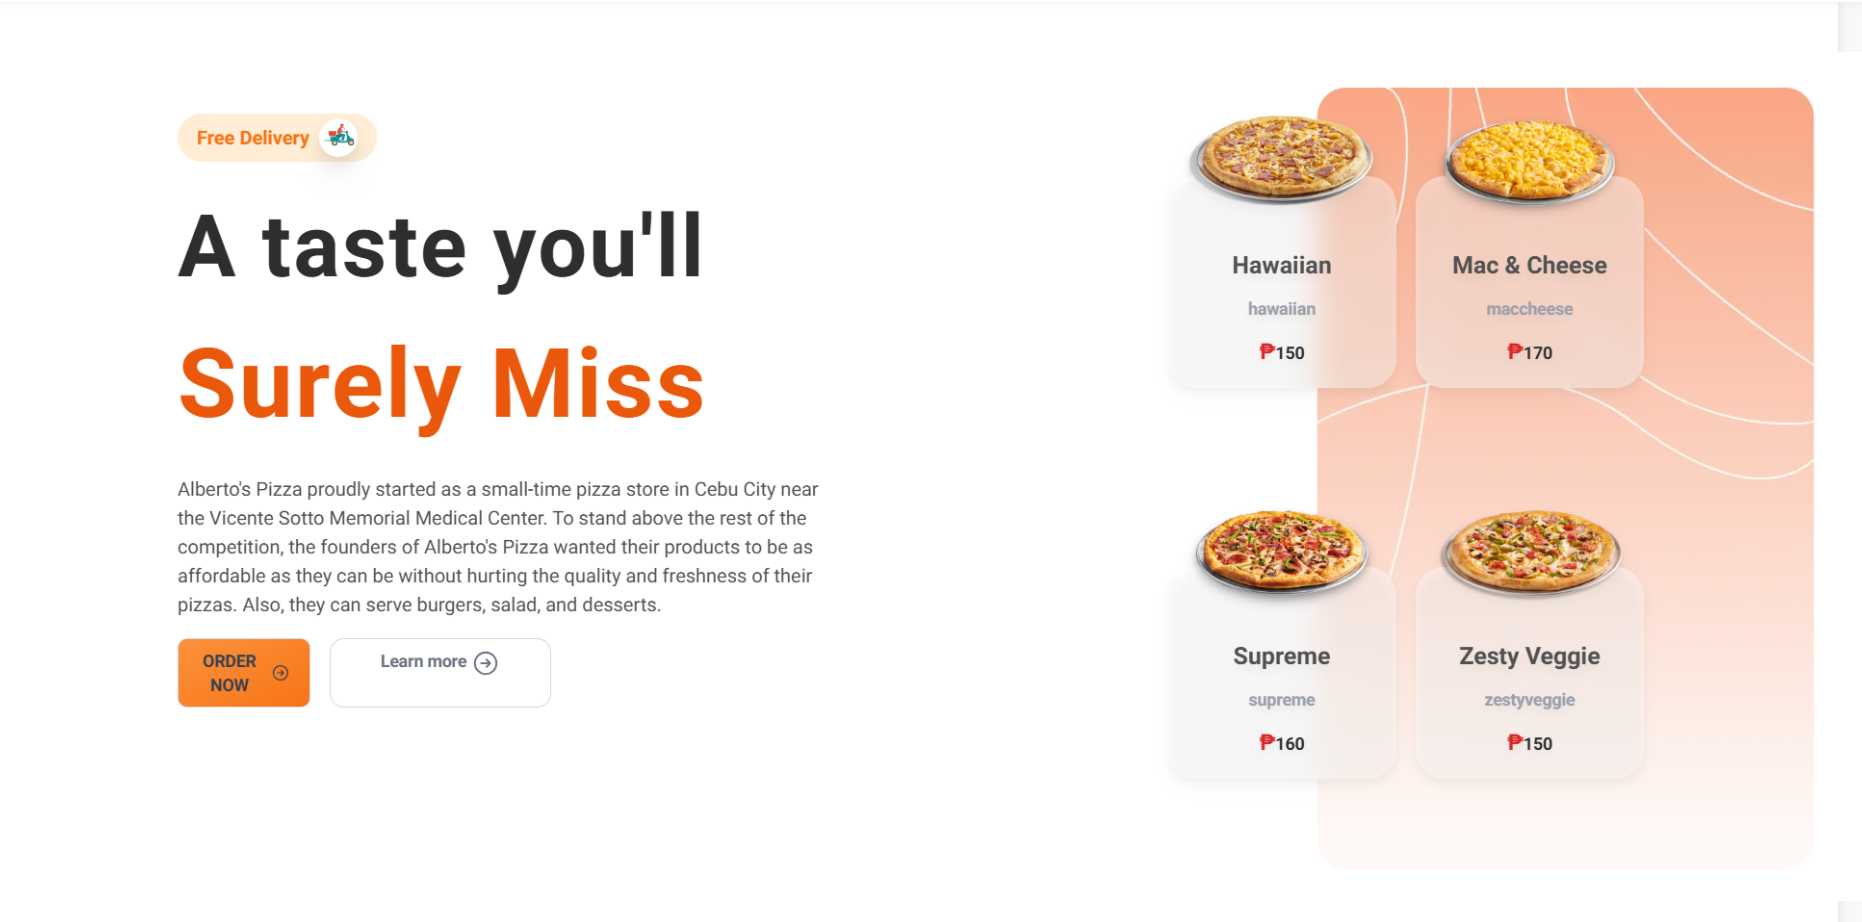 Free Delivery
A taste you'll
Surely Miss
Alberto's Pizza proudly started as a small-time pizza store in Cebu City near
the Vicente Sotto Memorial Medical Center. To stand above the rest of the
competition, the founders of Alberto's Pizza wanted their products to be as
affordable as they can be without hurting the quality and freshness of their
pizzas. Also, they can serve burgers, salad, and desserts.
ORDER
NOW
Learn more
Hawaiian
hawaiian
₱150
Mac & Cheese
maccheese
₱170
Supreme
supreme
₱160
Zesty Veggie
zestyveggie
₱150